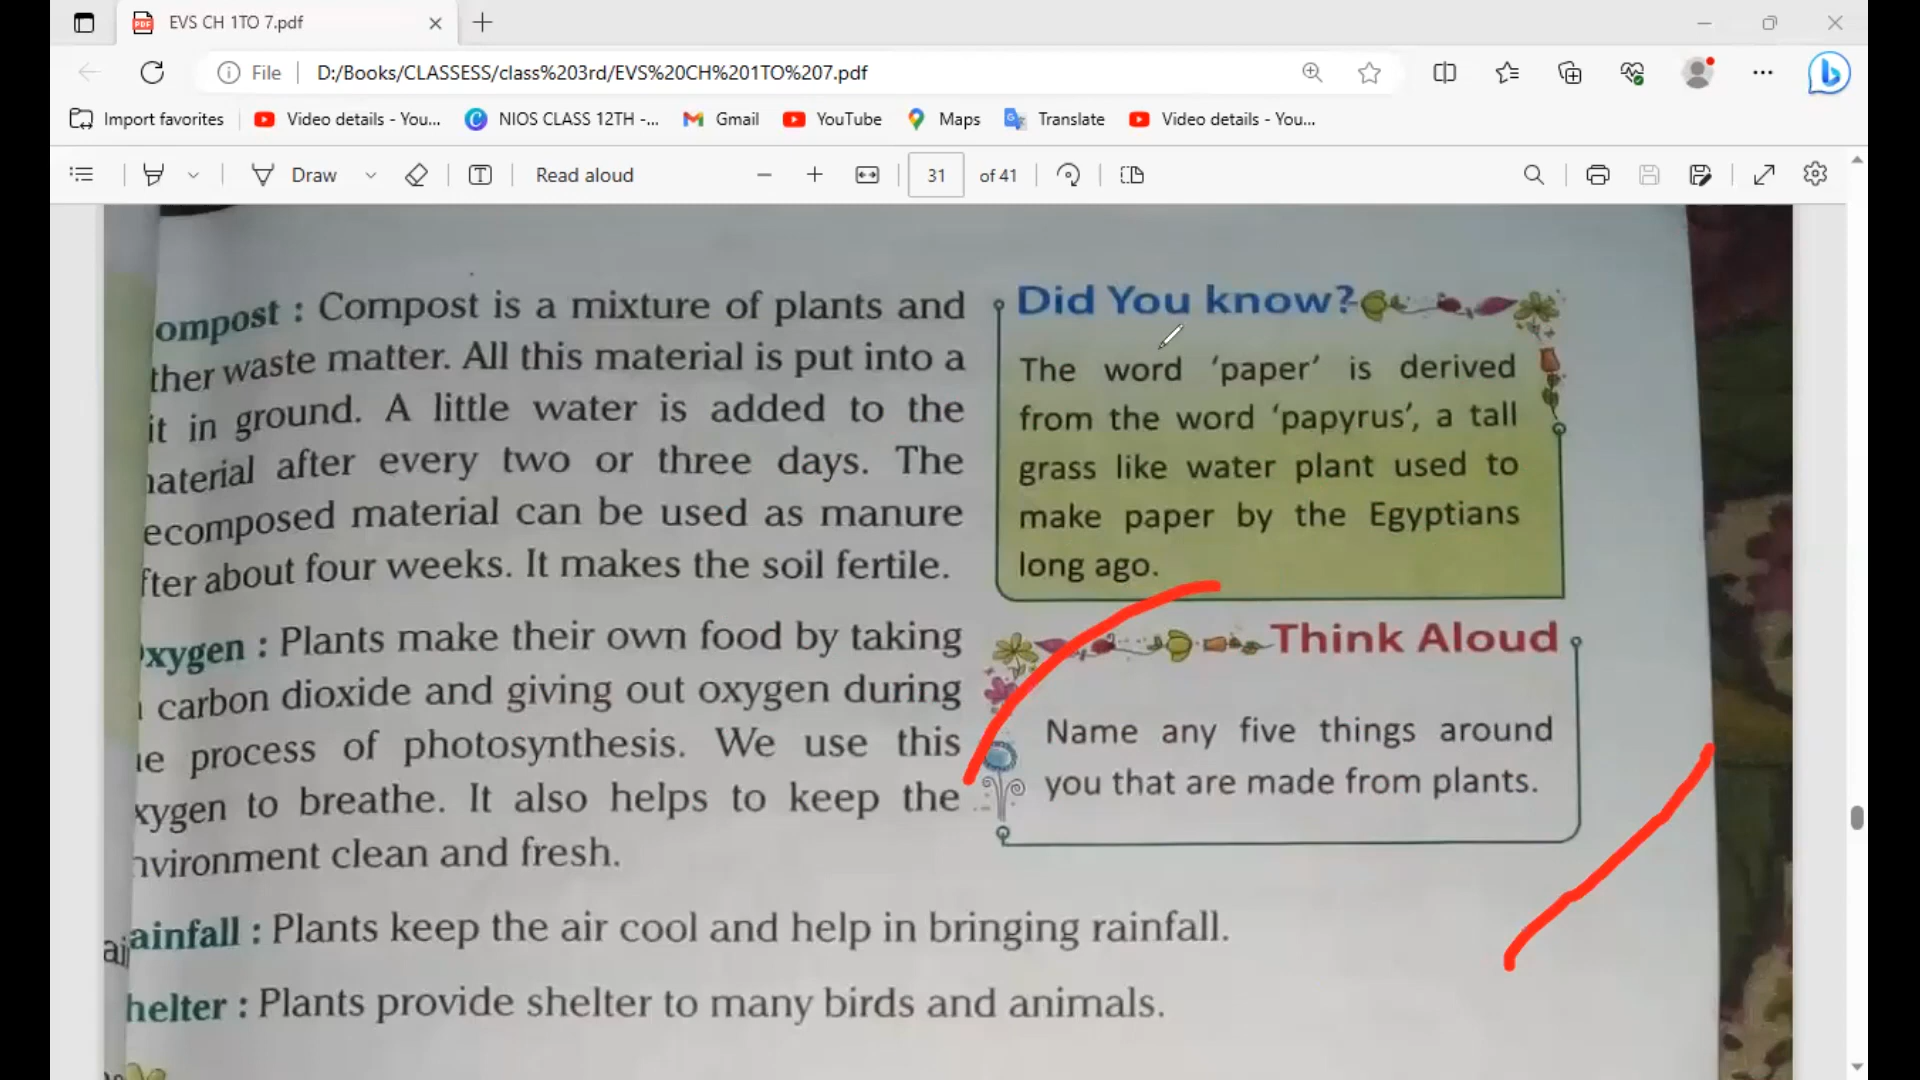 EVS CH 1TO 7.pdf
File D:/Books/CLASSESS/class%203rd/EVS%20CH%201TO%207.pdf
Import favorites Video details - You... NIOS CLASS 12TH -... Gmail YouTube Maps Translate Video details - You...
Draw Read aloud 31 of 41
ompost : Compost is a mixture of plants and
ther waste matter. All this material is put into a
it in ground. A little water is added to the
aterial after every two or three days. The
ecomposed material can be used as manure
fter about four weeks. It makes the soil fertile.
xygen : Plants make their own food by taking
carbon dioxide and giving out oxygen during
e process of photosynthesis. We use this
xygen to breathe. It also helps to keep the
nvironment clean and fresh.
ainfall : Plants keep the air cool and help in bringing rainfall.
helter : Plants provide shelter to many birds and animals.
Did You know?
The word 'paper' is derived
from the word 'papyrus', a tall
grass like water plant used to
make paper by the Egyptians
long ago.
Think Aloud
Name any five things around
you that are made from plants.